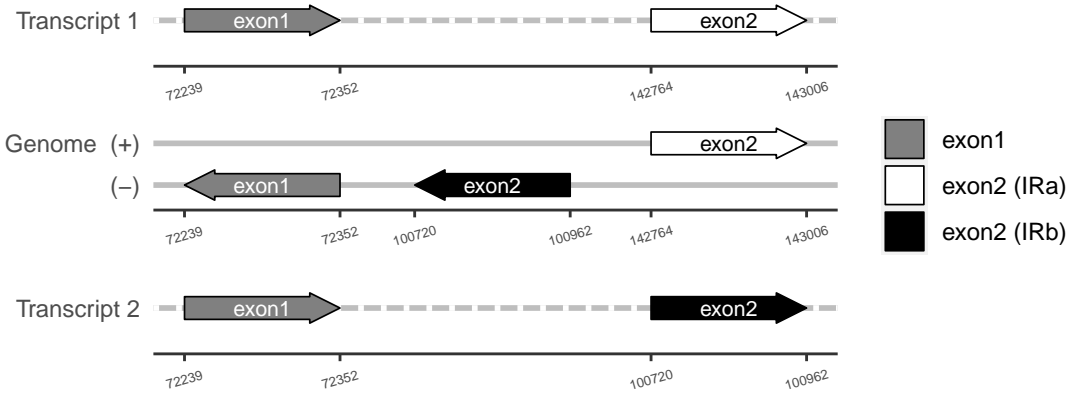 Transcript 1 exon1 exon2
72239 72352 142764 143006
Genome (+) exon2
(−) exon1 exon2
72239 72352 100720 100962 142764 143006
Transcript 2 exon1 exon2
72239 72352 100720 100962
exon1
exon2 (IRa)
exon2 (IRb)